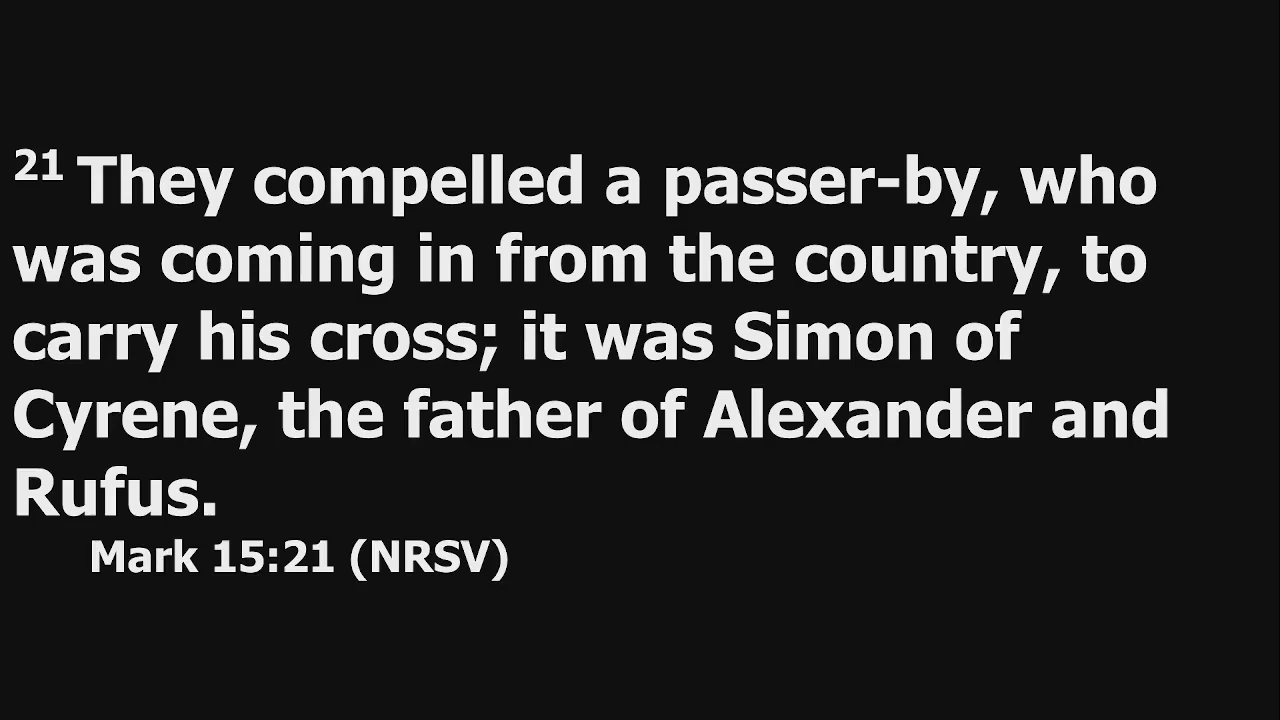 21 They compelled a passer-by, who
was coming in from the country, to
carry his cross; it was Simon of
Cyrene, the father of Alexander and
Rufus.
Mark 15:21 (NRSV)